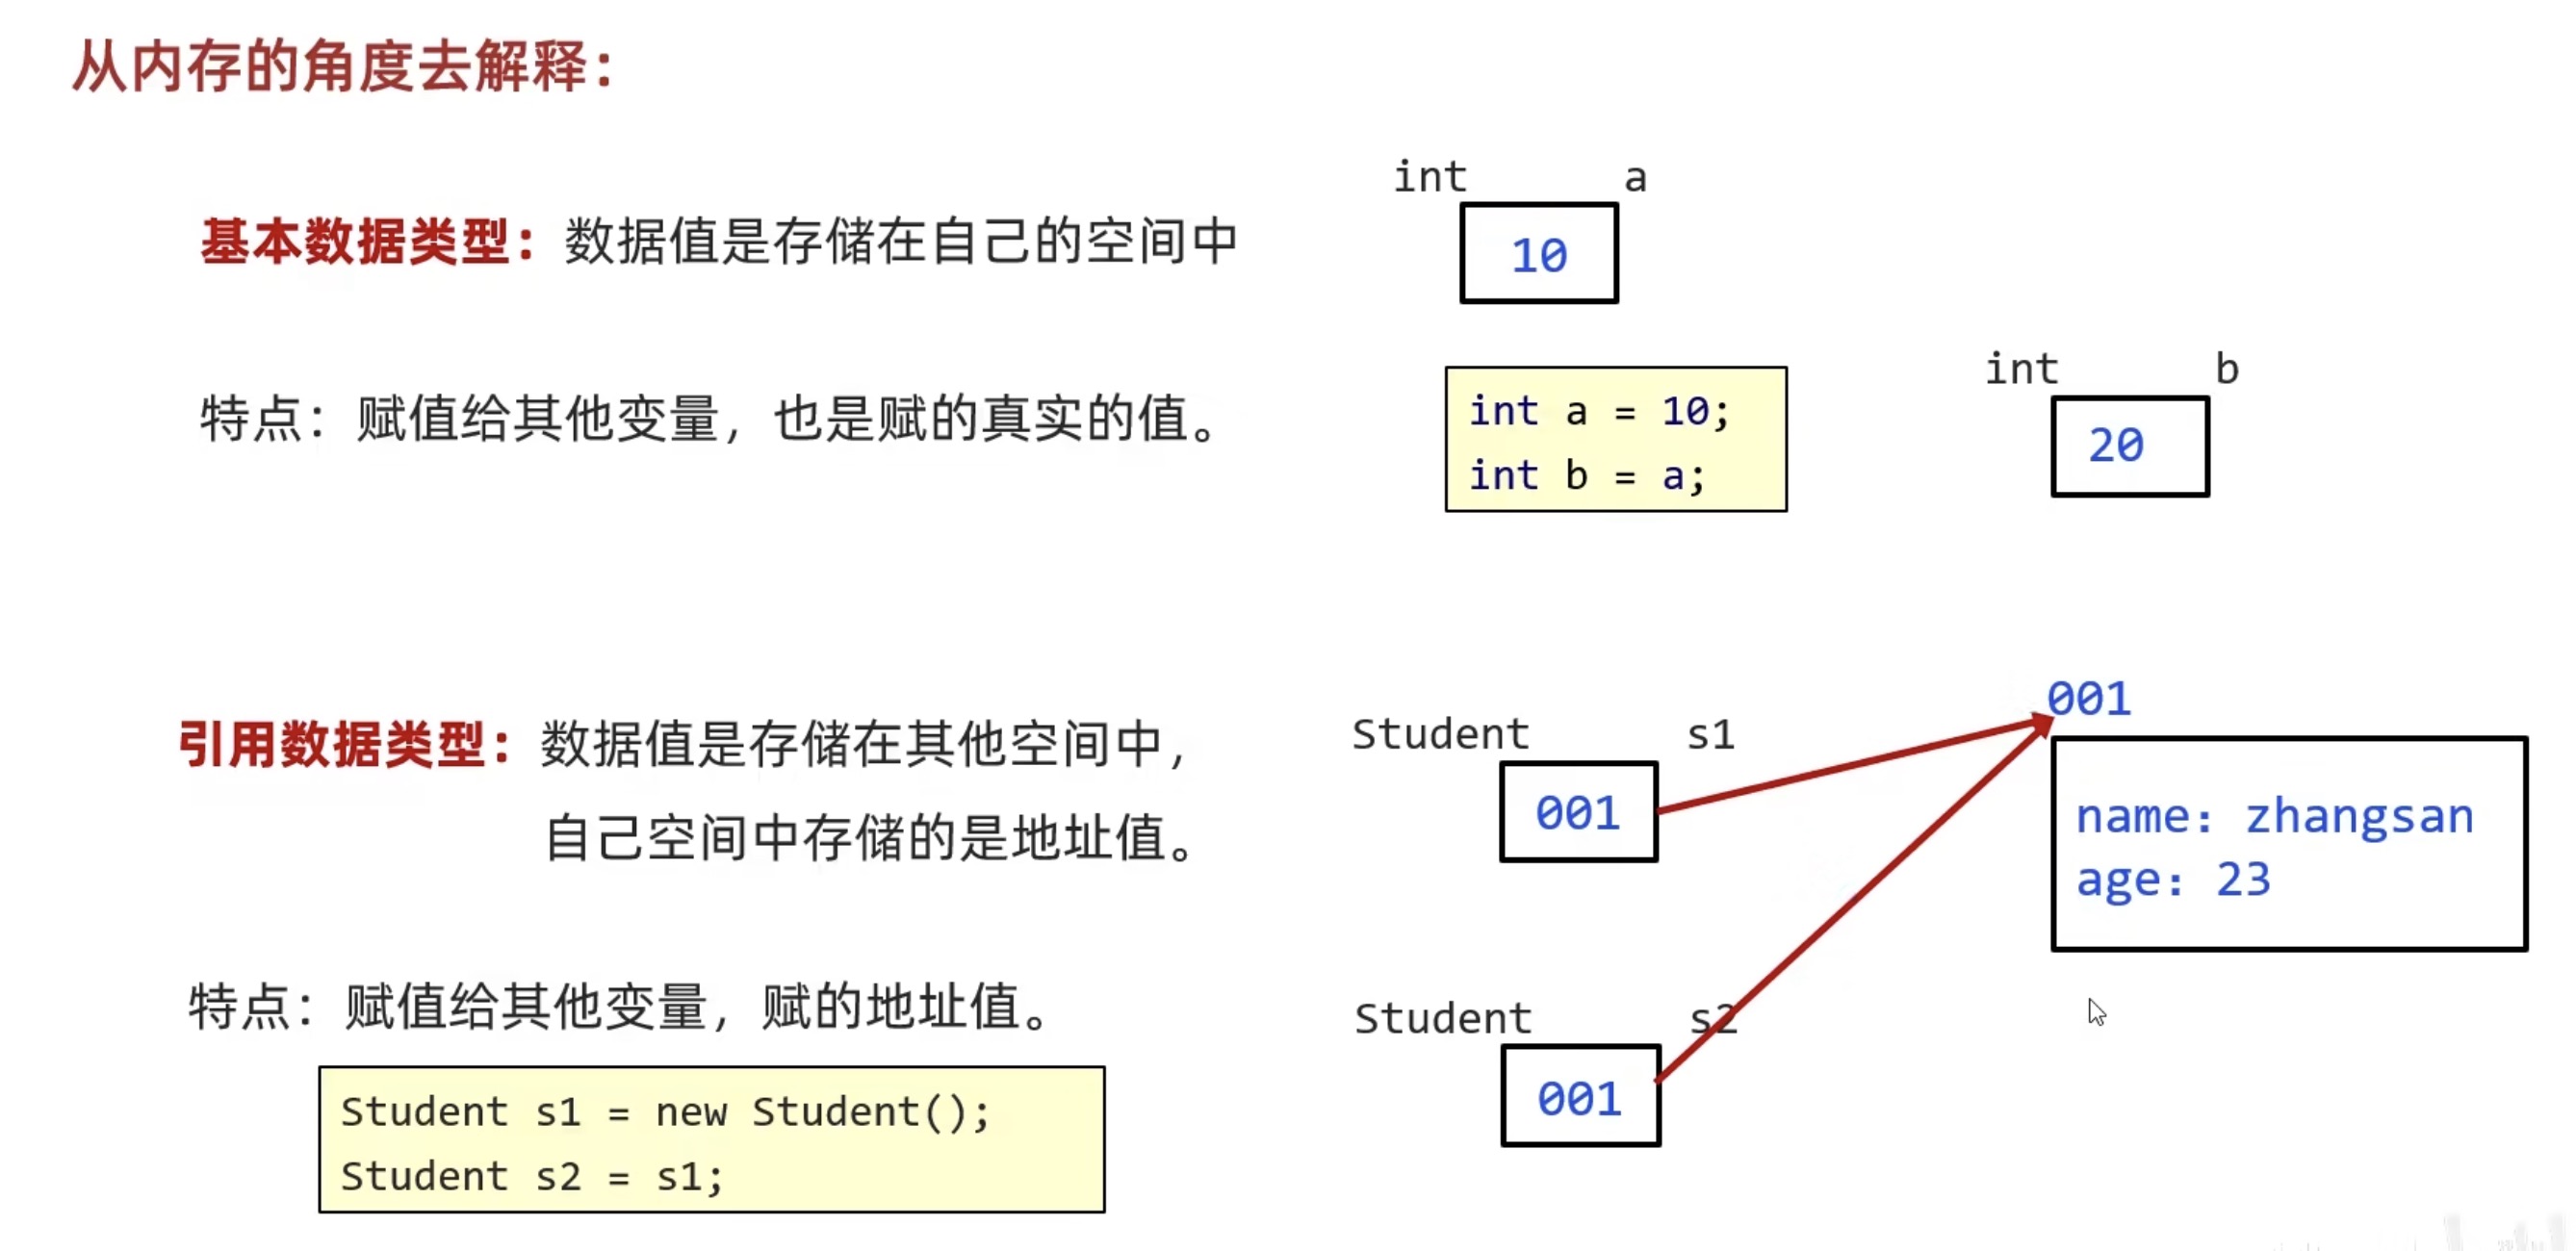 从内存的角度去解释：
基本数据类型：数据值是存储在自己的空间中
特点：赋值给其他变量，也是赋的真实的值。
int a
10
int a = 10;
int b = a;
int b
20
引用数据类型：数据值是存储在其他空间中，
自己空间中存储的是地址值。
特点：赋值给其他变量，赋的地址值。
Student s1 = new Student();
Student s2 = s1;
Student s1
001
001
name: zhangsan
age: 23
Student s2
001